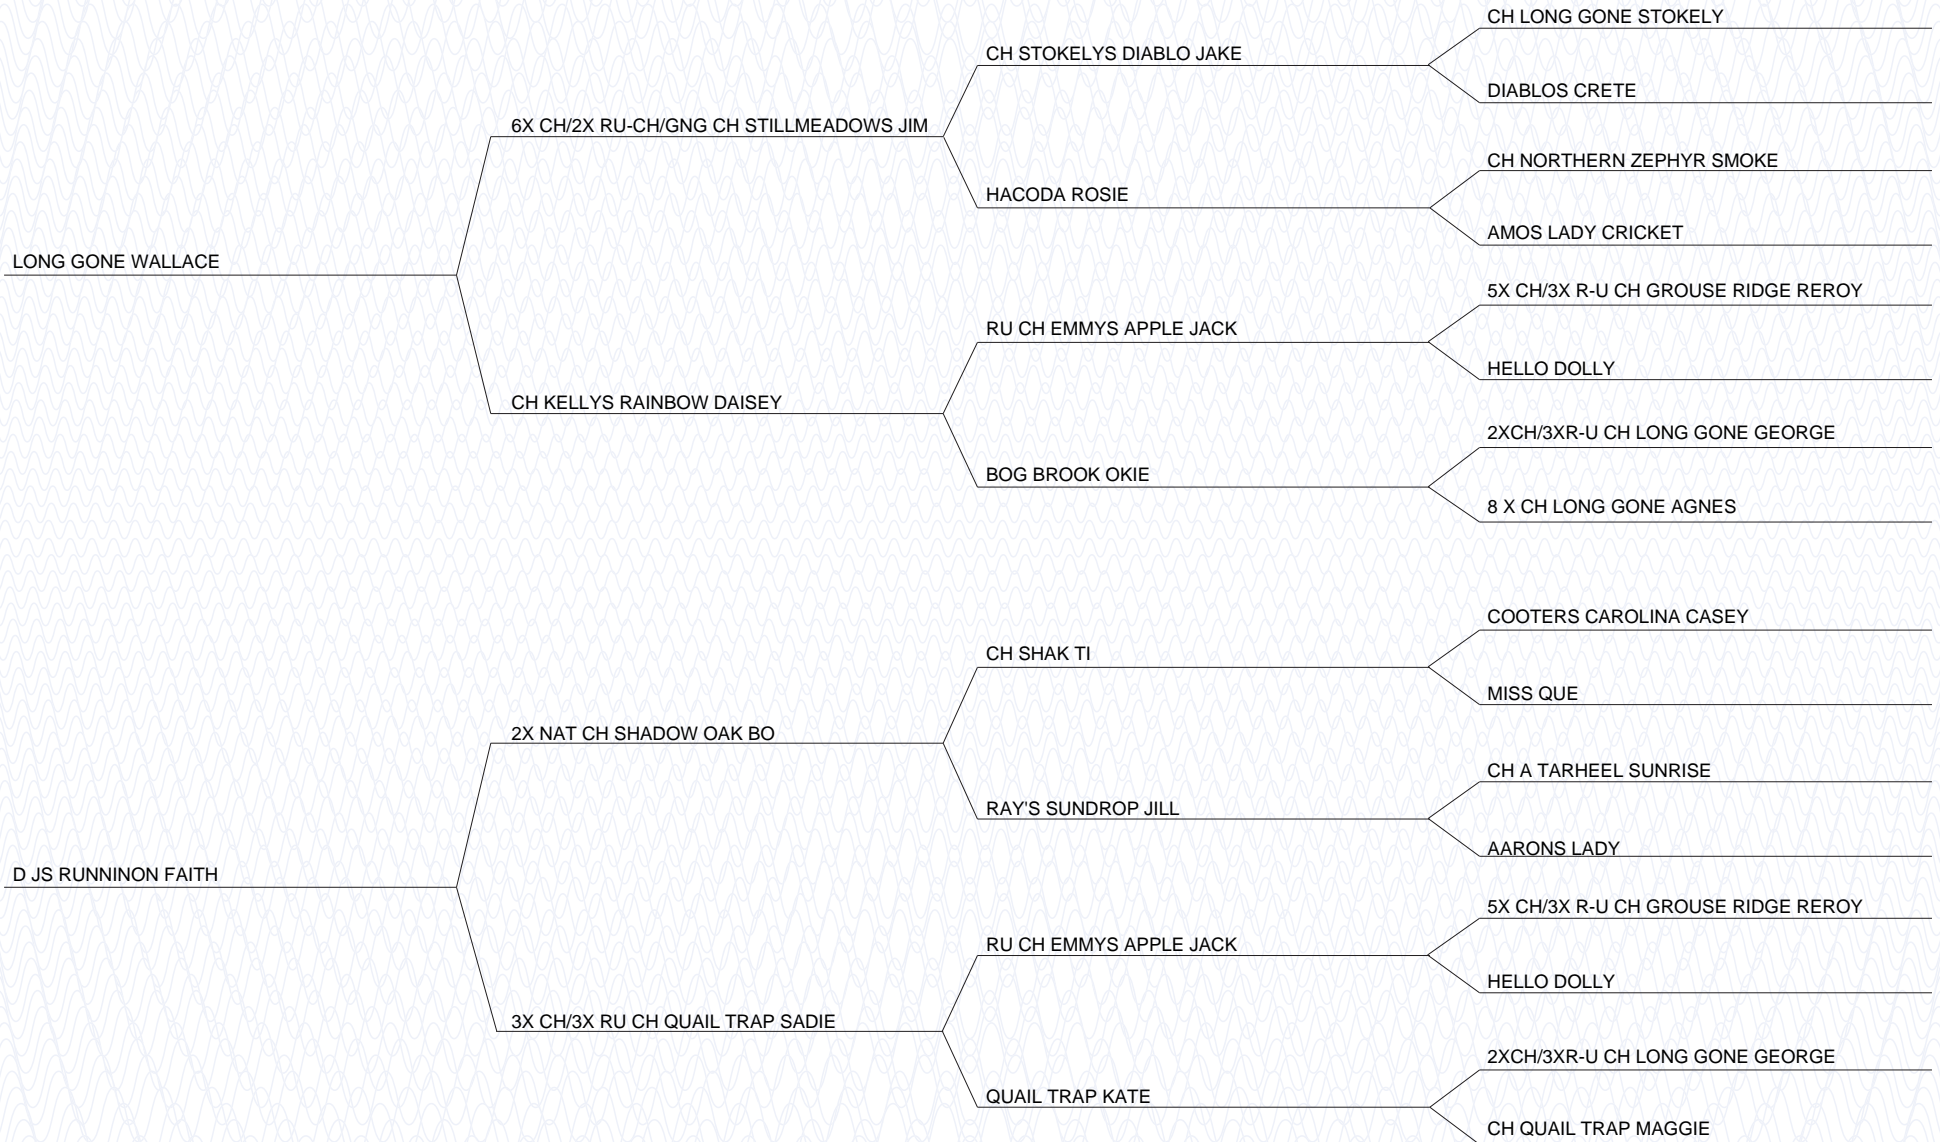 CH LONG GONE STOKELY
CH STOKELYS DIABLO JAKE
DIABLOS CRETE
6X CH/2X RU-CH/GNG CH STILLMEADOWS JIM
CH NORTHERN ZEPHYR SMOKE
HACODA ROSIE
AMOS LADY CRICKET
LONG GONE WALLACE
5X CH/3X R-U CH GROUSE RIDGE REROY
RU CH EMMYS APPLE JACK
HELLO DOLLY
CH KELLYS RAINBOW DAISEY
2XCH/3XR-U CH LONG GONE GEORGE
BOG BROOK OKIE
8 X CH LONG GONE AGNES
COOTERS CAROLINA CASEY
CH SHAK TI
MISS QUE
2X NAT CH SHADOW OAK BO
CH A TARHEEL SUNRISE
RAY'S SUNDROP JILL
AARONS LADY
D JS RUNNINON FAITH
5X CH/3X R-U CH GROUSE RIDGE REROY
RU CH EMMYS APPLE JACK
HELLO DOLLY
3X CH/3X RU CH QUAIL TRAP SADIE
2XCH/3XR-U CH LONG GONE GEORGE
QUAIL TRAP KATE
CH QUAIL TRAP MAGGIE